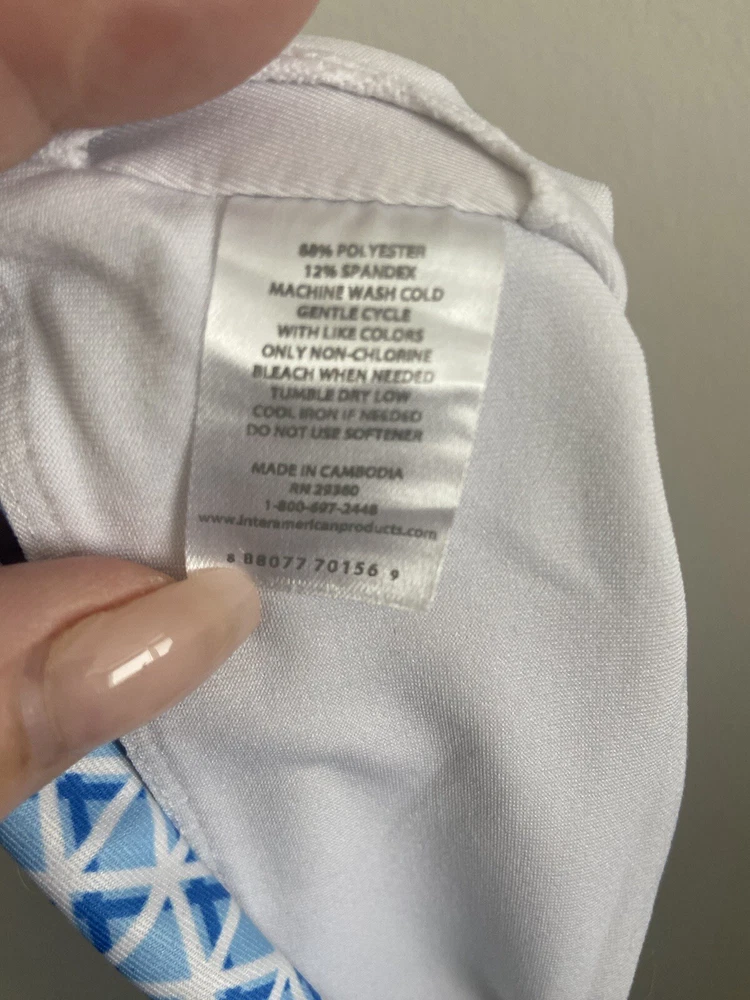 88% POLYESTER
12% SPANDEX
MACHINE WASH COLD
GENTLE CYCLE
WITH LIKE COLORS
ONLY NON-CHLORINE
BLEACH WHEN NEEDED
TUMBLE DRY LOW
COOL IRON IF NEEDED
DO NOT USE SOFTENER
MADE IN CAMBODIA
RN 29360
1-800-697-2448
www.interamericanproducts.com
8 88077 70156 9